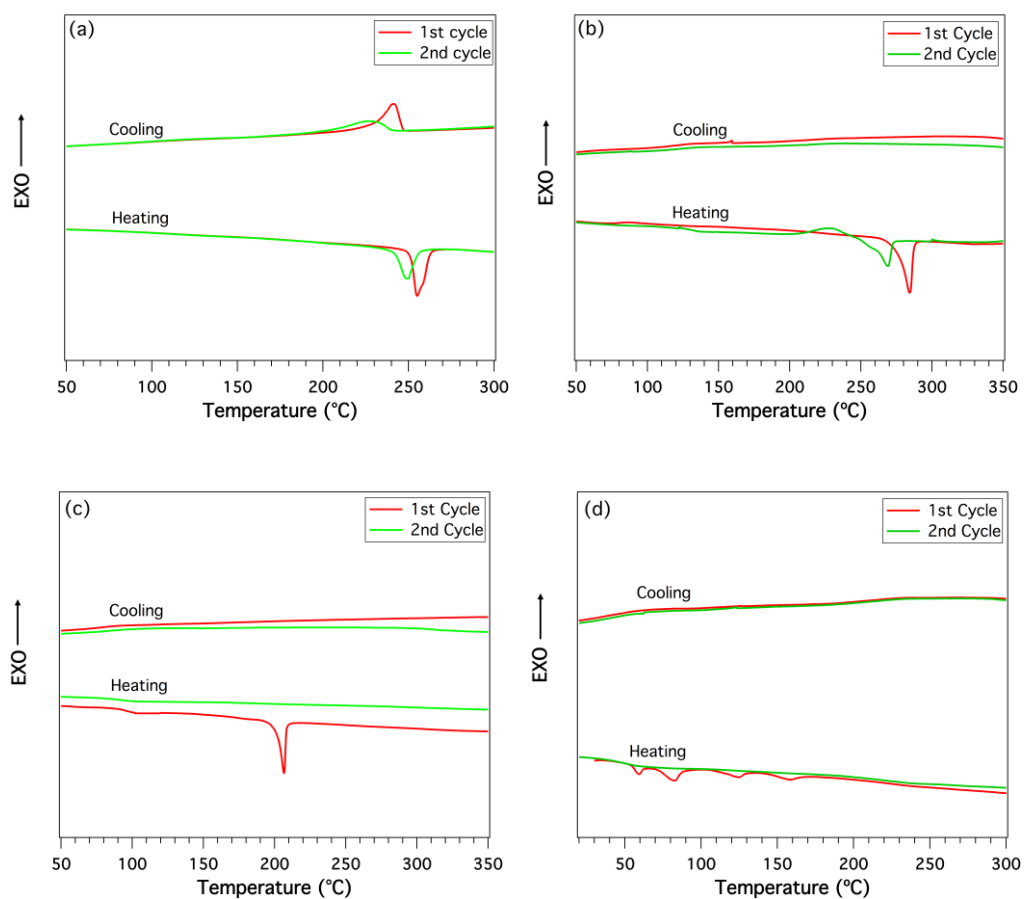 (a)
1st cycle
2nd cycle
Cooling
Heating
EXO
50 100 150 200 250 300
Temperature (°C)
(b)
1st Cycle
2nd Cycle
Cooling
Heating
EXO
50 100 150 200 250 300 350
Temperature (ºC)
(c)
1st Cycle
2nd Cycle
Cooling
Heating
EXO
50 100 150 200 250 300 350
Temperature (°C)
(d)
1st Cycle
2nd Cycle
Cooling
Heating
EXO
50 100 150 200 250 300
Temperature (ºC)